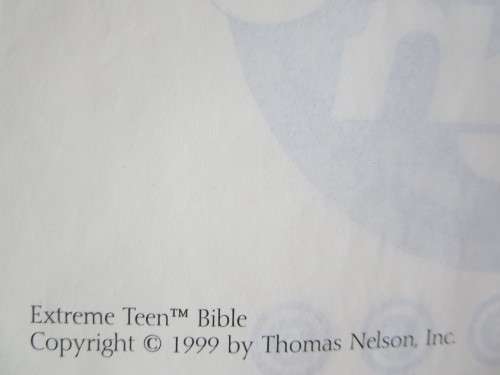 Extreme Teen™ Bible
Copyright © 1999 by Thomas Nelson, Inc.